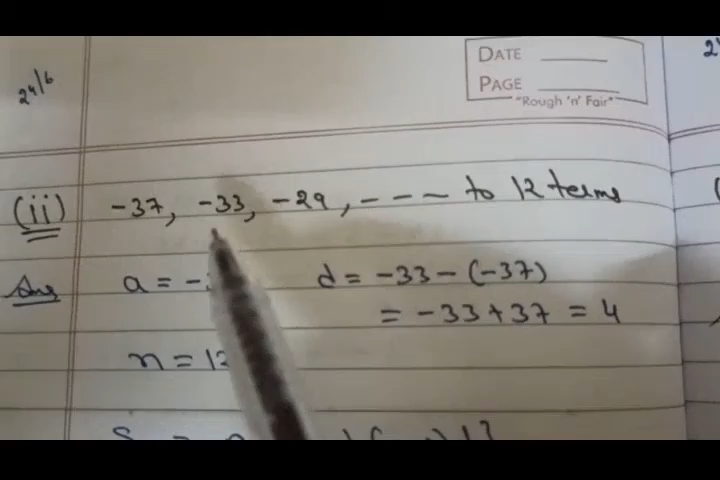 24/6
DATE
PAGE
"Rough 'n' Fair"
(ii) -37, -33, -29, --- to 12 terms
Ans a = - d = -33-(-37)
= -33+37 = 4
n = 12